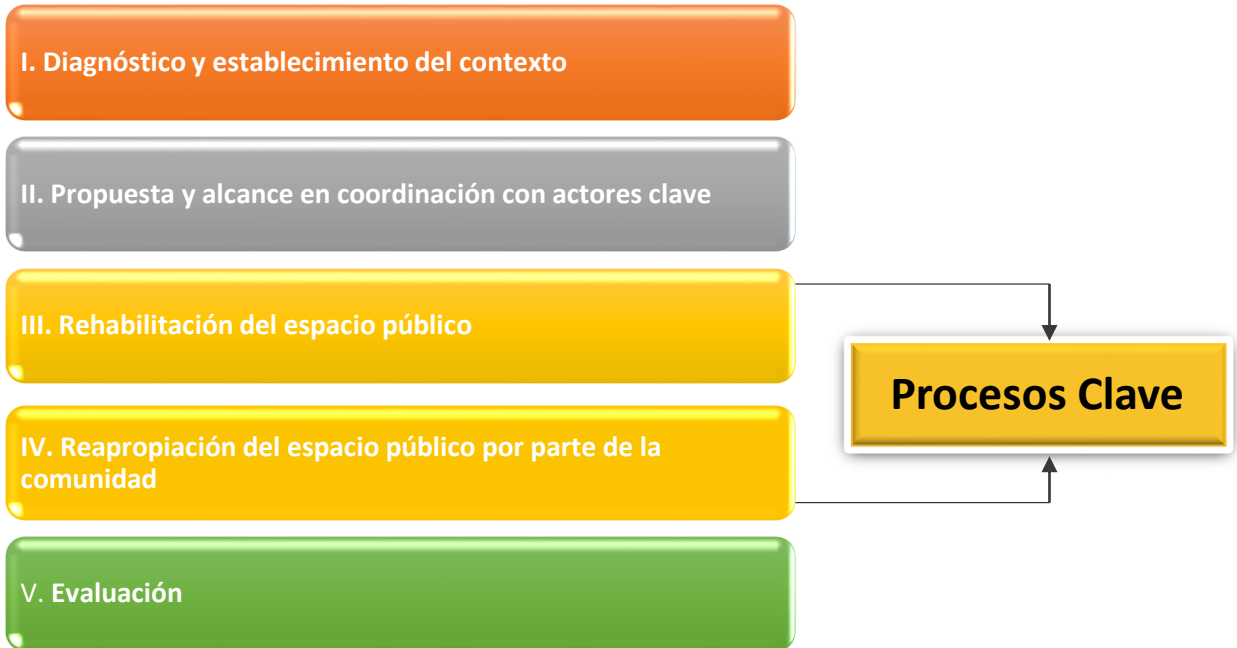 I. Diagnóstico y establecimiento del contexto
II. Propuesta y alcance en coordinación con actores clave
III. Rehabilitación del espacio público
Procesos Clave
IV. Reapropiación del espacio público por parte de la
comunidad
V. Evaluación